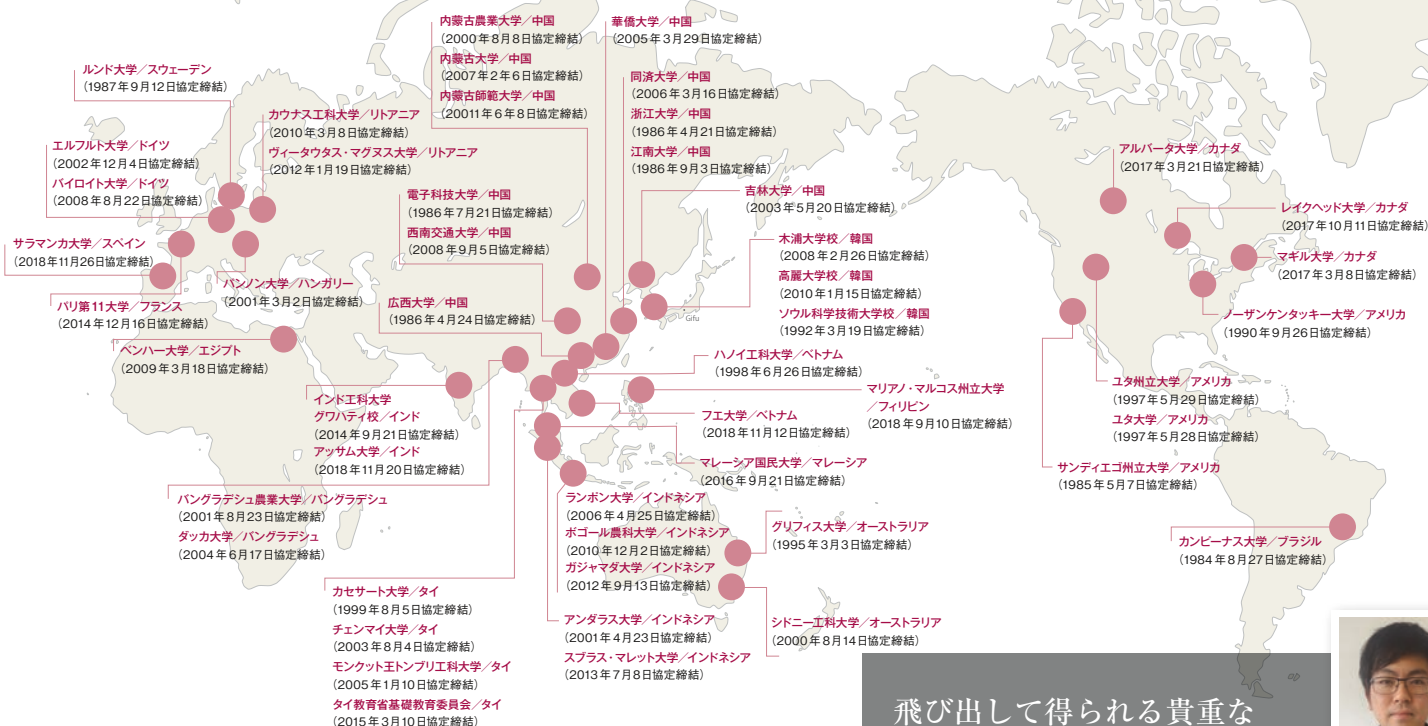 内蒙古農業大学／中国
(2000年8月8日協定締結)
内蒙古大学／中国
(2007年2月6日協定締結)
内蒙古師範大学／中国
(20011年6月8日協定締結)
華僑大学／中国
(2005年3月29日協定締結)
同済大学／中国
(2006年3月16日協定締結)
浙江大学／中国
(1986年4月21日協定締結)
江南大学／中国
(1986年9月3日協定締結)
吉林大学／中国
(2003年5月20日協定締結)
ルンド大学／スウェーデン
(1987年9月12日協定締結)
カウナス工科大学／リトアニア
(2010年3月8日協定締結)
ヴィータウタス・マグヌス大学／リトアニア
(2012年1月19日協定締結)
エルフルト大学／ドイツ
(2002年12月4日協定締結)
バイロイト大学／ドイツ
(2008年8月22日協定締結)
電子科技大学／中国
(1986年7月21日協定締結)
西南交通大学／中国
(2008年9月5日協定締結)
サラマンカ大学／スペイン
(2018年11月26日協定締結)
パンノン大学／ハンガリー
(2001年3月2日協定締結)
パリ第11大学／フランス
(2014年12月16日協定締結)
広西大学／中国
(1986年4月24日協定締結)
ベンハー大学／エジプト
(2009年3月18日協定締結)
木浦大学校／韓国
(2008年2月26日協定締結)
高麗大学校／韓国
(2010年1月15日協定締結)
ソウル科学技術大学校／韓国
(1992年3月19日協定締結)
Gifu
ハノイ工科大学／ベトナム
(1998年6月26日協定締結)
マリアノ・マルコス州立大学
／フィリピン
(2018年9月10日協定締結)
フエ大学／ベトナム
(2018年11月12日協定締結)
マレーシア国民大学／マレーシア
(2016年9月21日協定締結)
インド工科大学
グワハティ校／インド
(2014年9月21日協定締結)
アッサム大学／インド
(2018年11月20日協定締結)
バングラデシュ農業大学／バングラデシュ
(2001年8月23日協定締結)
ダッカ大学／バングラデシュ
(2004年6月17日協定締結)
ランポン大学／インドネシア
(2006年4月25日協定締結)
ボゴール農科大学／インドネシア
(2010年12月2日協定締結)
ガジャマダ大学／インドネシア
(2012年9月13日協定締結)
グリフィス大学／オーストラリア
(1995年3月3日協定締結)
カセサート大学／タイ
(1999年8月5日協定締結)
チェンマイ大学／タイ
(2003年8月4日協定締結)
モンクット王トンブリ工科大学／タイ
(2005年1月10日協定締結)
タイ教育省基礎教育委員会／タイ
(2015年3月10日協定締結)
アンダラス大学／インドネシア
(2001年4月23日協定締結)
スブラス・マレット大学／インドネシア
(2013年7月8日協定締結)
シドニー工科大学／オーストラリア
(2000年8月14日協定締結)
アルバータ大学／カナダ
(2017年3月21日協定締結)
レイクヘッド大学／カナダ
(2017年10月11日協定締結)
マギル大学／カナダ
(2017年3月8日協定締結)
ノーザンケンタッキー大学／アメリカ
(1990年9月26日協定締結)
ユタ州立大学／アメリカ
(1997年5月29日協定締結)
ユタ大学／アメリカ
(1997年5月28日協定締結)
サンディエゴ州立大学／アメリカ
(1985年5月7日協定締結)
カンピーナス大学／ブラジル
(1984年8月27日協定締結)
飛び出して得られる貴重な